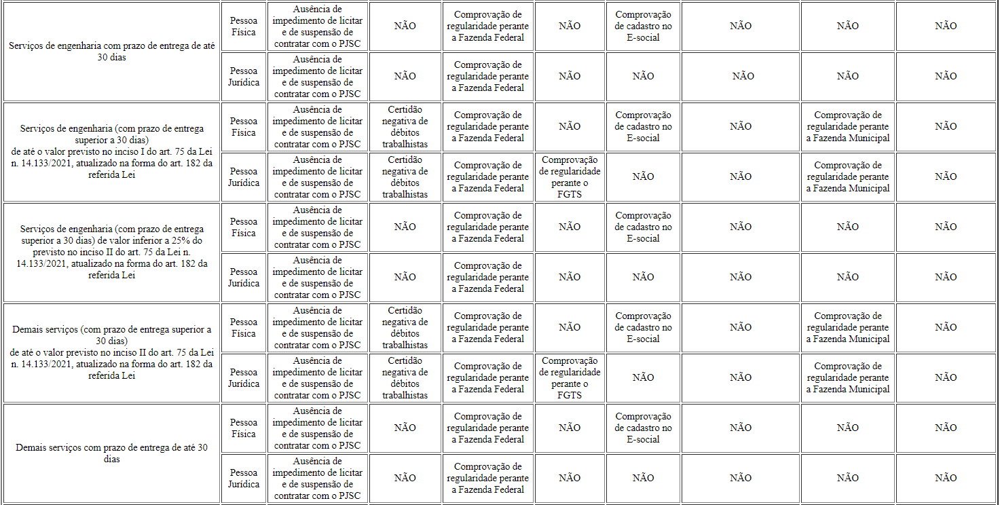 Serviços de engenharia com prazo de entrega de até
30 dias
Pessoa
Física
Ausência de
impedimento de licitar
e de suspensão de
contratar com o PJSC
NÃO
Comprovação de
regularidade perante
a Fazenda Federal
NÃO
Comprovação
de cadastro no
E-social
NÃO
NÃO
NÃO
Pessoa
Jurídica
Ausência de
impedimento de licitar
e de suspensão de
contratar com o PJSC
NÃO
Comprovação de
regularidade perante
a Fazenda Federal
NÃO
NÃO
NÃO
NÃO
NÃO
Serviços de engenharia (com prazo de entrega
superior a 30 dias)
de até o valor previsto no inciso I do art. 75 da Lei
n. 14.133/2021, atualizado na forma do art. 182 da
referida Lei
Pessoa
Física
Ausência de
impedimento de licitar
e de suspensão de
contratar com o PJSC
Certidão
negativa de
débitos
trabalhistas
Comprovação de
regularidade perante
a Fazenda Federal
NÃO
Comprovação
de cadastro no
E-social
NÃO
Comprovação de
regularidade perante
a Fazenda Municipal
NÃO
Pessoa
Jurídica
Ausência de
impedimento de licitar
e de suspensão de
contratar com o PJSC
Certidão
negativa de
débitos
trabalhistas
Comprovação de
regularidade perante
a Fazenda Federal
Comprovação
de regularidade
perante o
FGTS
NÃO
NÃO
Comprovação de
regularidade perante
a Fazenda Municipal
NÃO
Serviços de engenharia (com prazo de entrega
superior a 30 dias) de valor inferior a 25% do
previsto no inciso II do art. 75 da Lei n.
14.133/2021, atualizado na forma do art. 182 da
referida Lei
Pessoa
Física
Ausência de
impedimento de licitar
e de suspensão de
contratar com o PJSC
NÃO
Comprovação de
regularidade perante
a Fazenda Federal
NÃO
Comprovação
de cadastro no
E-social
NÃO
NÃO
NÃO
Pessoa
Jurídica
Ausência de
impedimento de licitar
e de suspensão de
contratar com o PJSC
NÃO
Comprovação de
regularidade perante
a Fazenda Federal
NÃO
NÃO
NÃO
NÃO
NÃO
Demais serviços (com prazo de entrega superior a
30 dias)
de até o valor previsto no inciso II do art. 75 da Lei
n. 14.133/2021, atualizado na forma do art. 182 da
referida Lei
Pessoa
Física
Ausência de
impedimento de licitar
e de suspensão de
contratar com o PJSC
Certidão
negativa de
débitos
trabalhistas
Comprovação de
regularidade perante
a Fazenda Federal
NÃO
Comprovação
de cadastro no
E-social
NÃO
Comprovação de
regularidade perante
a Fazenda Municipal
NÃO
Pessoa
Jurídica
Ausência de
impedimento de licitar
e de suspensão de
contratar com o PJSC
Certidão
negativa de
débitos
trabalhistas
Comprovação de
regularidade perante
a Fazenda Federal
Comprovação
de regularidade
perante o
FGTS
NÃO
NÃO
Comprovação de
regularidade perante
a Fazenda Municipal
NÃO
Demais serviços com prazo de entrega de até 30
dias
Pessoa
Física
Ausência de
impedimento de licitar
e de suspensão de
contratar com o PJSC
NÃO
Comprovação de
regularidade perante
a Fazenda Federal
NÃO
Comprovação
de cadastro no
E-social
NÃO
NÃO
NÃO
Pessoa
Jurídica
Ausência de
impedimento de licitar
e de suspensão de
contratar com o PJSC
NÃO
Comprovação de
regularidade perante
a Fazenda Federal
NÃO
NÃO
NÃO
NÃO
NÃO